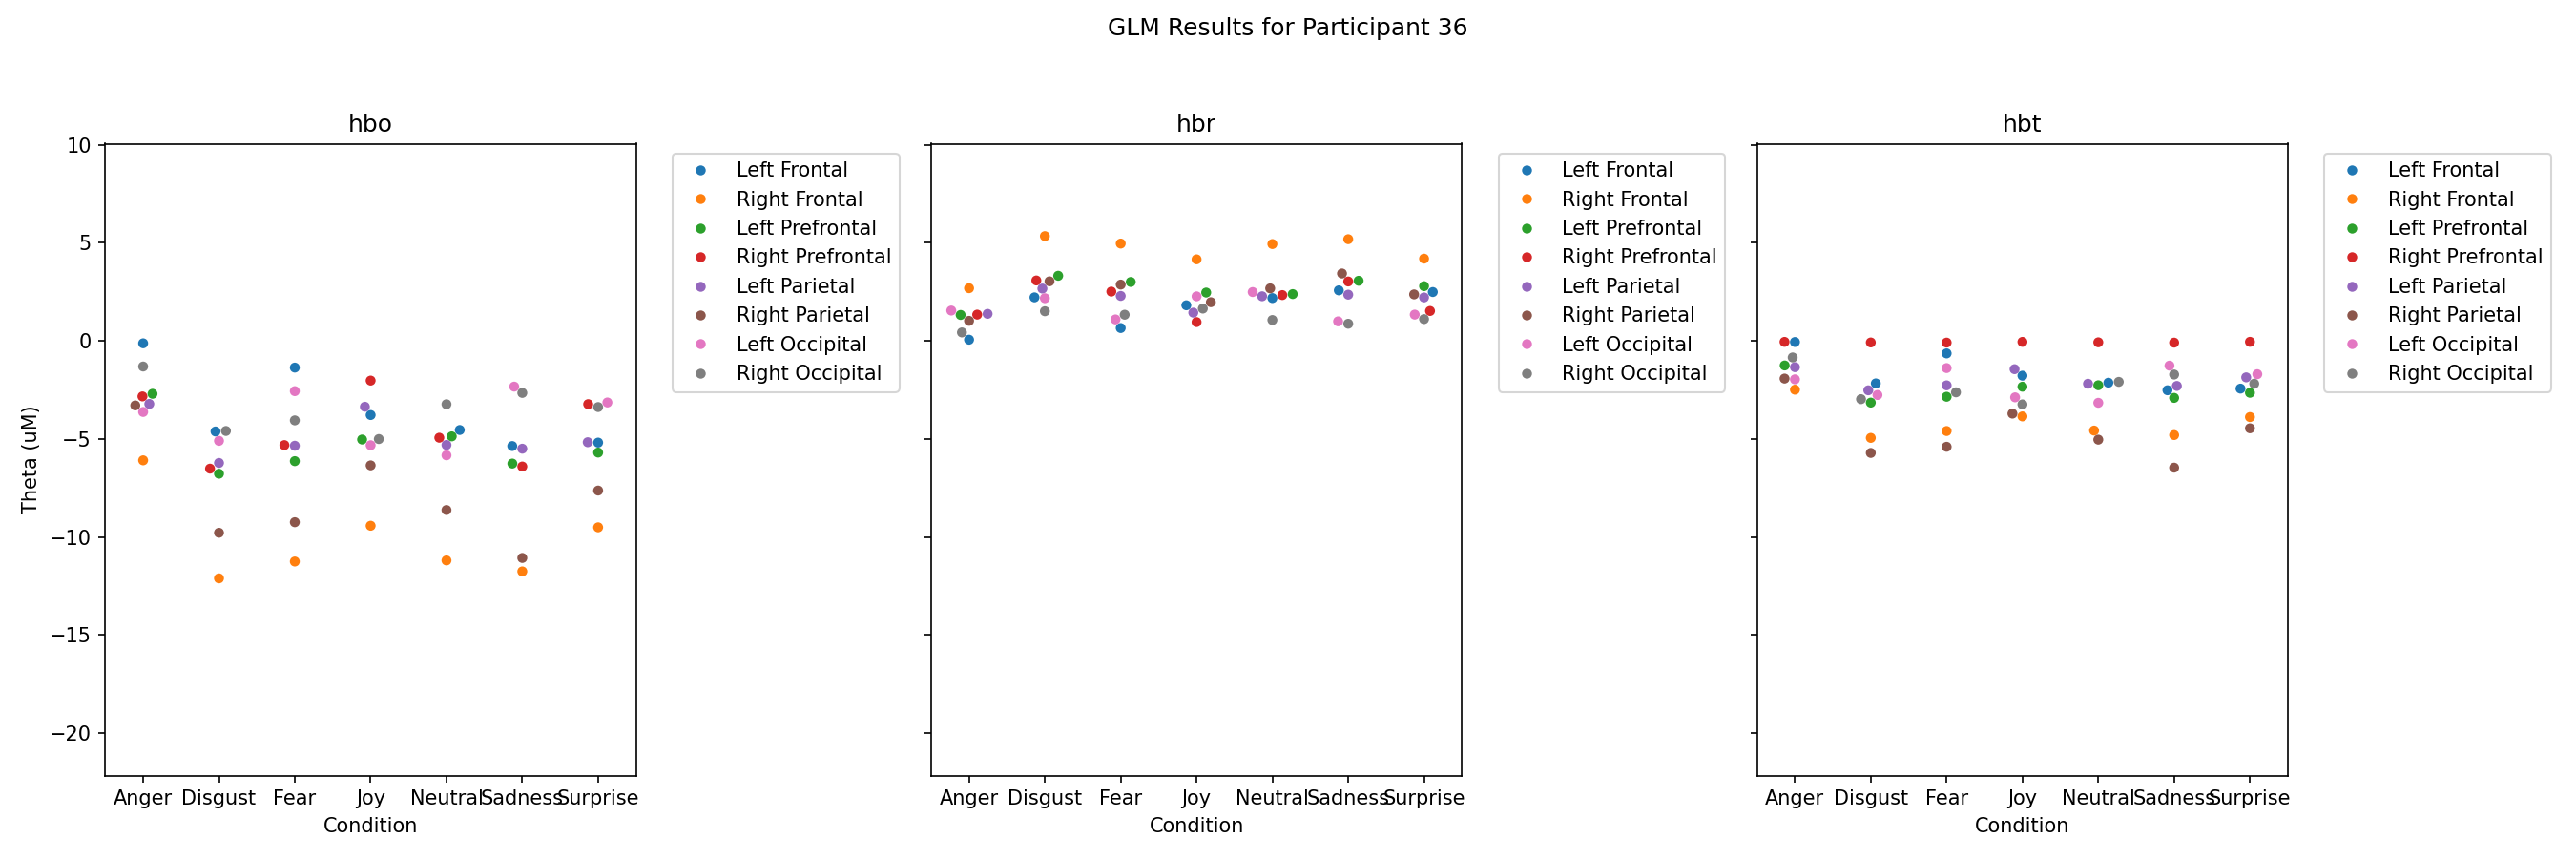 GLM Results for Participant 36
hbo
10
5
0
−5
−10
−15
−20
Theta (uM)
Anger Disgust Fear Joy Neutral Sadness Surprise
Condition
Left Frontal
Right Frontal
Left Prefrontal
Right Prefrontal
Left Parietal
Right Parietal
Left Occipital
Right Occipital
hbr
Anger Disgust Fear Joy Neutral Sadness Surprise
Condition
Left Frontal
Right Frontal
Left Prefrontal
Right Prefrontal
Left Parietal
Right Parietal
Left Occipital
Right Occipital
hbt
Anger Disgust Fear Joy Neutral Sadness Surprise
Condition
Left Frontal
Right Frontal
Left Prefrontal
Right Prefrontal
Left Parietal
Right Parietal
Left Occipital
Right Occipital